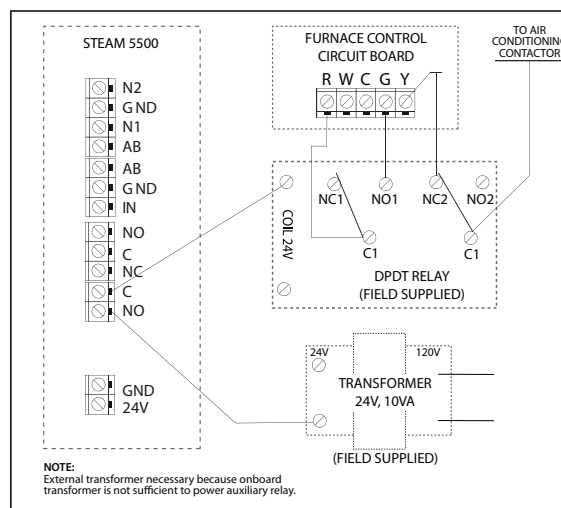 STEAM 5500
N2
GND
N1
AB
AB
GND
IN
NO
C
NC
C
NO
GND
24V
FURNACE CONTROL
CIRCUIT BOARD
R W C G Y
TO AIR
CONDITIONING
CONTACTOR
COIL 24V
NC1
NO1
NC2
NO2
C1
C1
DPDT RELAY
(FIELD SUPPLIED)
24V
120V
TRANSFORMER
24V, 10VA
(FIELD SUPPLIED)
NOTE:
External transformer necessary because onboard
transformer is not sufficient to power auxiliary relay.